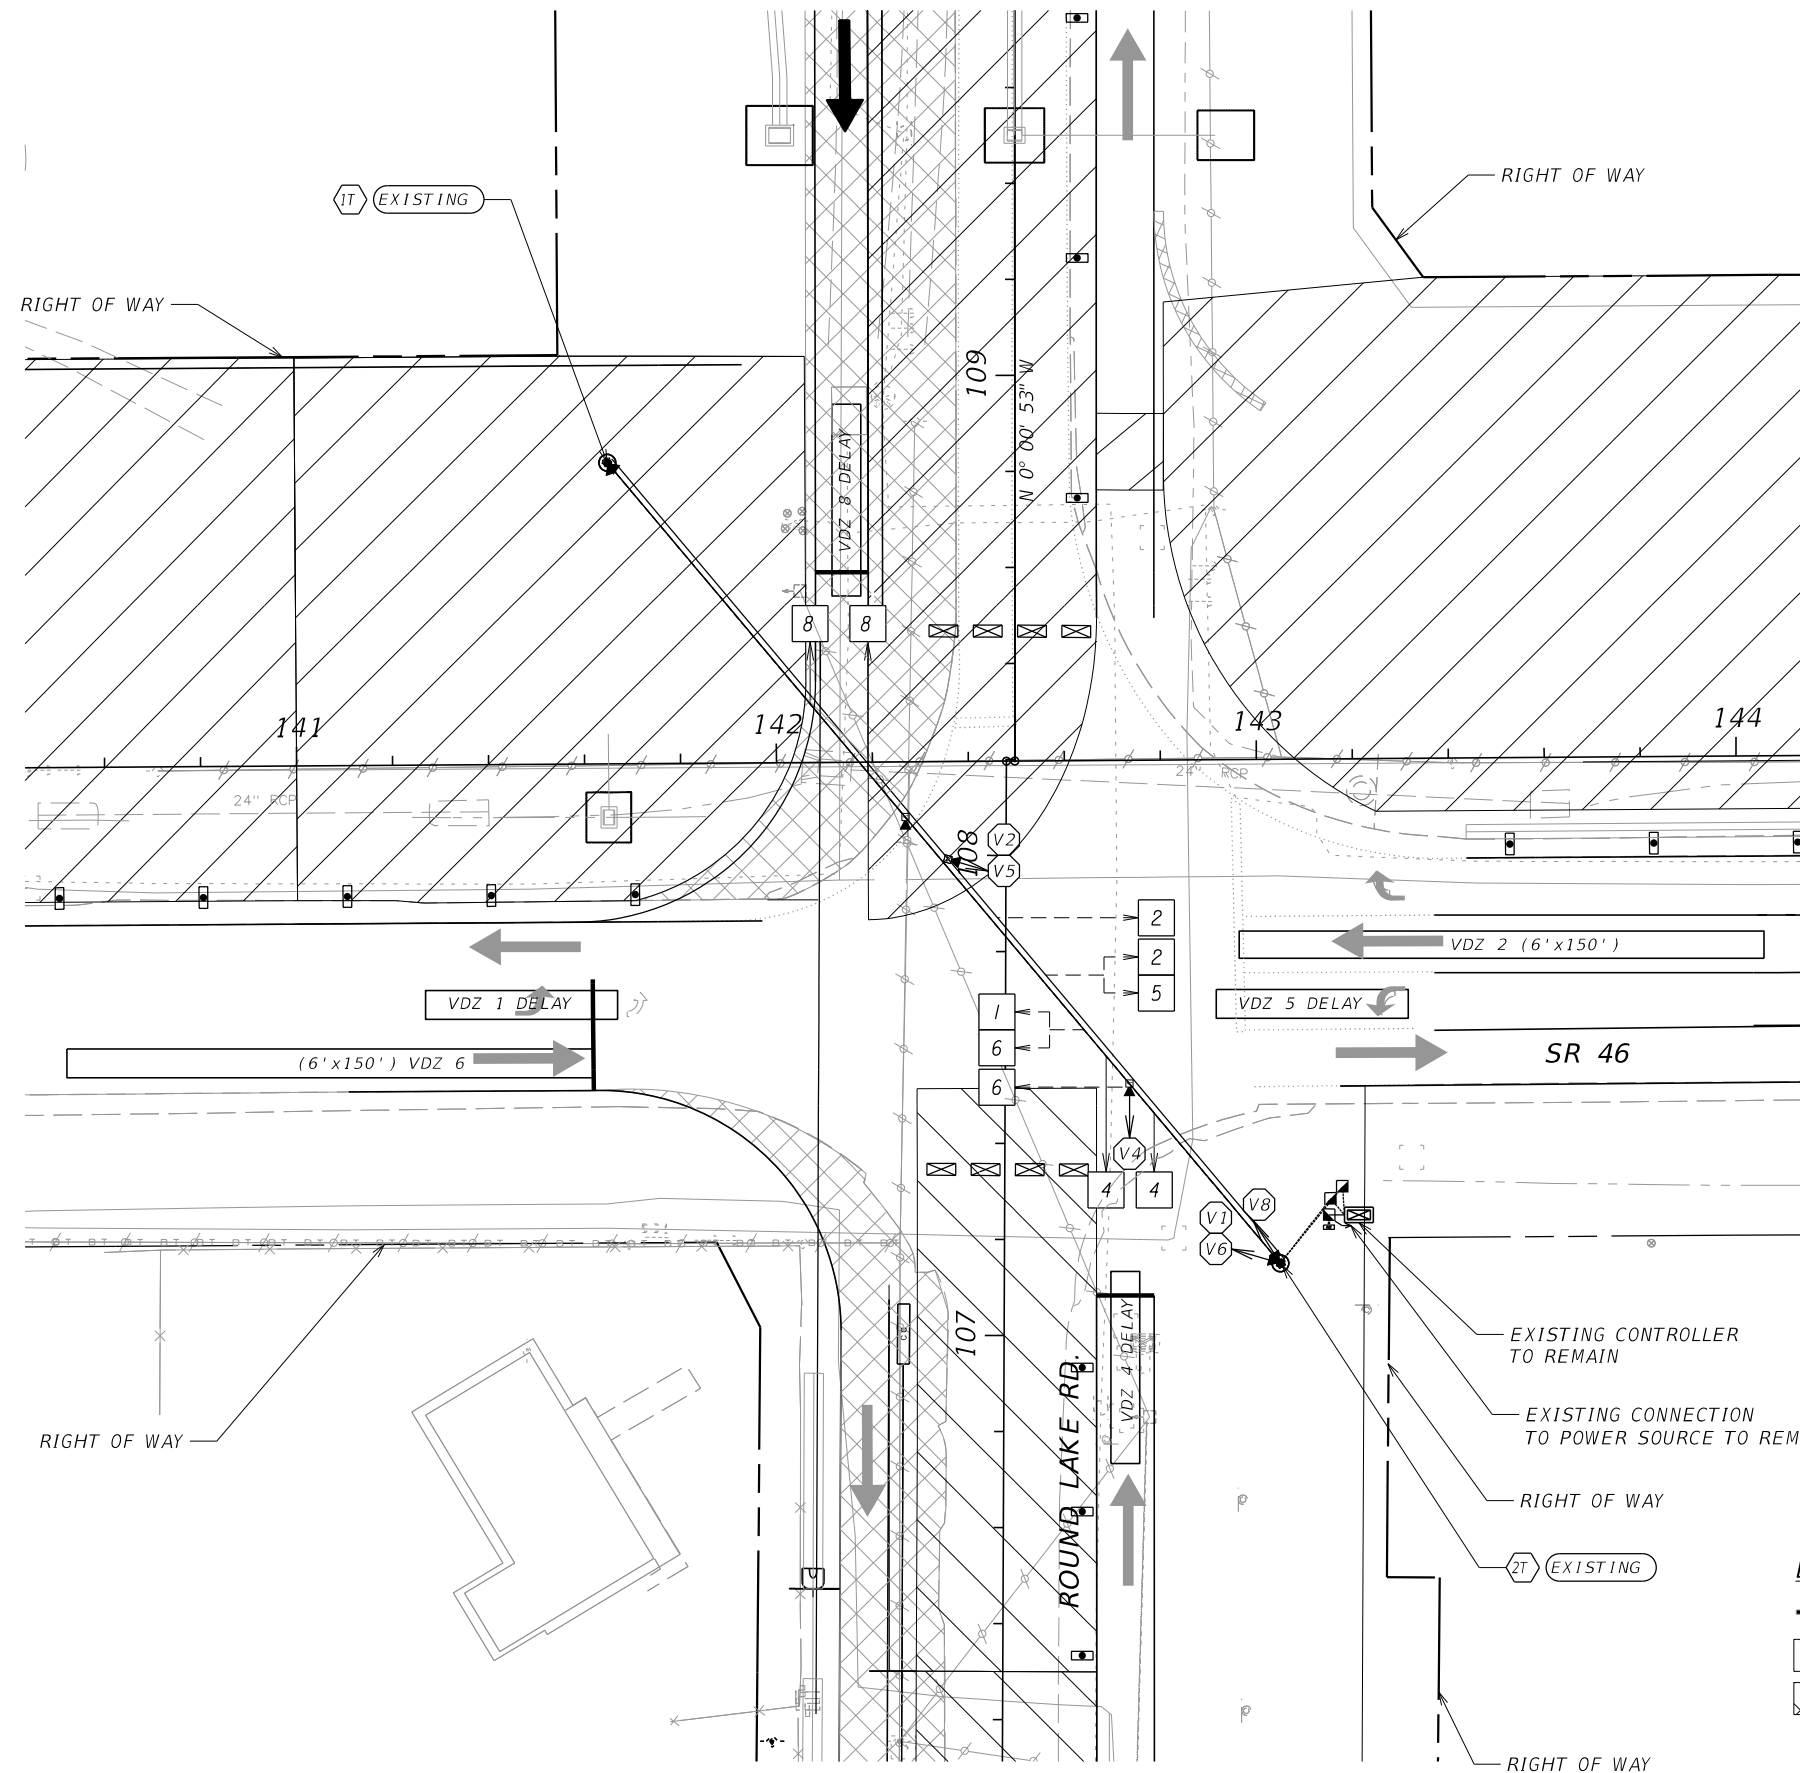 RIGHT OF WAY
1T EXISTING
RIGHT OF WAY
109
N 0° 00' 53" W
VDZ 8 DELAY
8 8
141
142
143
144
24" RCP
24" RCP
108
V2
V5
2
2
5
VDZ 2 (6'x150')
VDZ 1 DELAY
VDZ 5 DELAY
1
6
6
(6'x150') VDZ 6
SR 46
V4
4 4
V8
V1
V6
107
VDZ 4 DELAY
ROUND LAKE RD.
EXISTING CONTROLLER
TO REMAIN
EXISTING CONNECTION
TO POWER SOURCE TO REM
RIGHT OF WAY
RIGHT OF WAY
2T EXISTING
RIGHT OF WAY